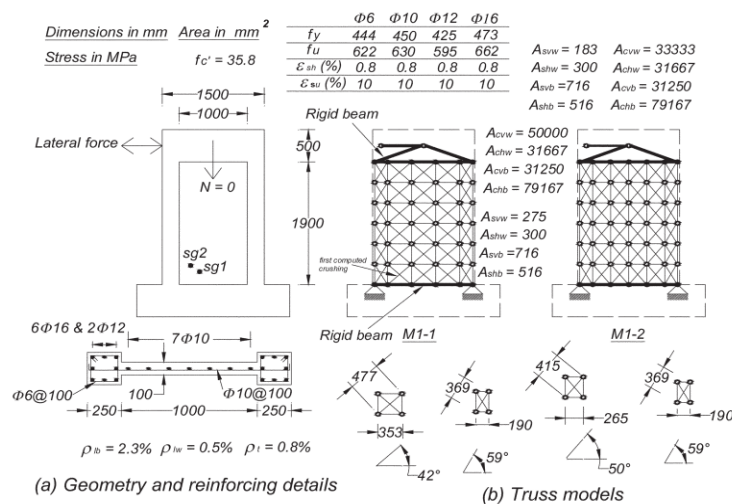 Dimensions in mm Area in mm ²
Stress in MPa fc' = 35.8
Φ6 Φ10 Φ12 Φ16
fy 444 450 425 473
fu 622 630 595 662
εsh (%) 0.8 0.8 0.8 0.8
εsu (%) 10 10 10 10
Asvw = 183 Acvw = 33333
Ashw = 300 Achw = 31667
Asvb =716 Acvb = 31250
Ashb = 516 Achb = 79167
1500
1000
Lateral force
N = 0
500
1900
sg2
sg1
Rigid beam
Acvw = 50000
Achw = 31667
Acvb = 31250
Achb = 79167
Asvw = 275
Ashw = 300
Asvb =716
Ashb = 516
first computed
crushing
Rigid beam
M1-1
M1-2
6Φ16 & 2Φ12
7Φ10
Φ6@100
100
Φ10@100
250
1000
250
ρlb = 2.3% ρlw = 0.5% ρt = 0.8%
477
353
42°
369
190
59°
415
265
50°
369
190
59°
(a) Geometry and reinforcing details
(b) Truss models